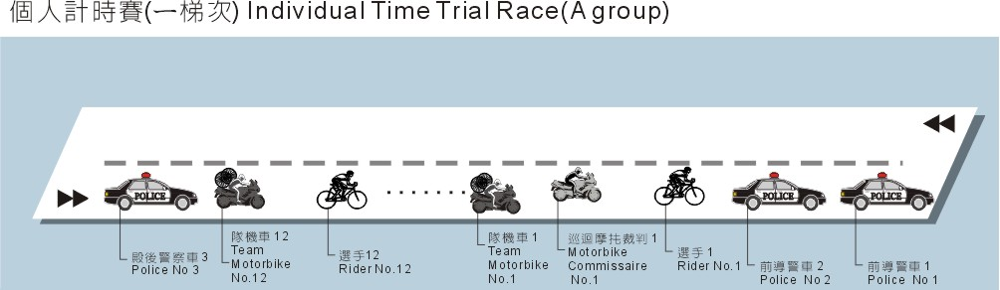 個人計時賽(一梯次) Individual Time Trial Race(A group)
POLICE
POLICE
POLICE
殿後警察車3
Police No 3
隊機車12
Team
Motorbike
No.12
選手12
Rider No.12
隊機車1
Team
Motorbike
No.1
巡迴摩托裁判1
Motorbike
Commissaire
No.1
選手1
Rider No.1
前導警車2
Police No 2
前導警車1
Police No 1